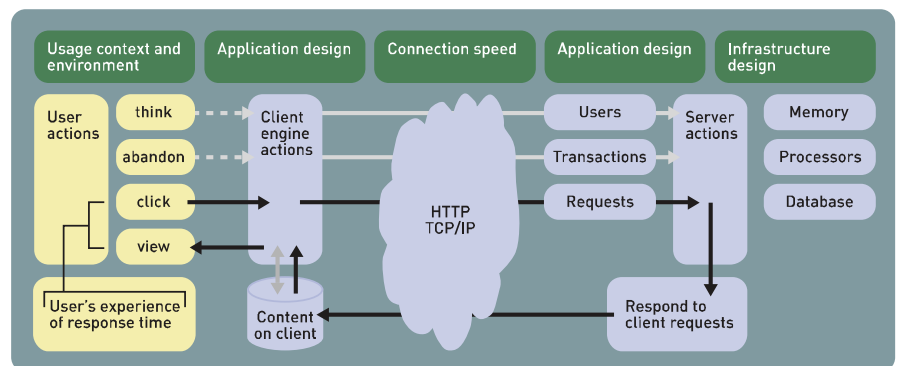 Usage context and
environment
Application design
Connection speed
Application design
Infrastructure
design
User
actions
think
abandon
click
view
Client
engine
actions
HTTP
TCP/IP
Users
Transactions
Requests
Server
actions
Memory
Processors
Database
User's experience
of response time
Content
on client
Respond to
client requests